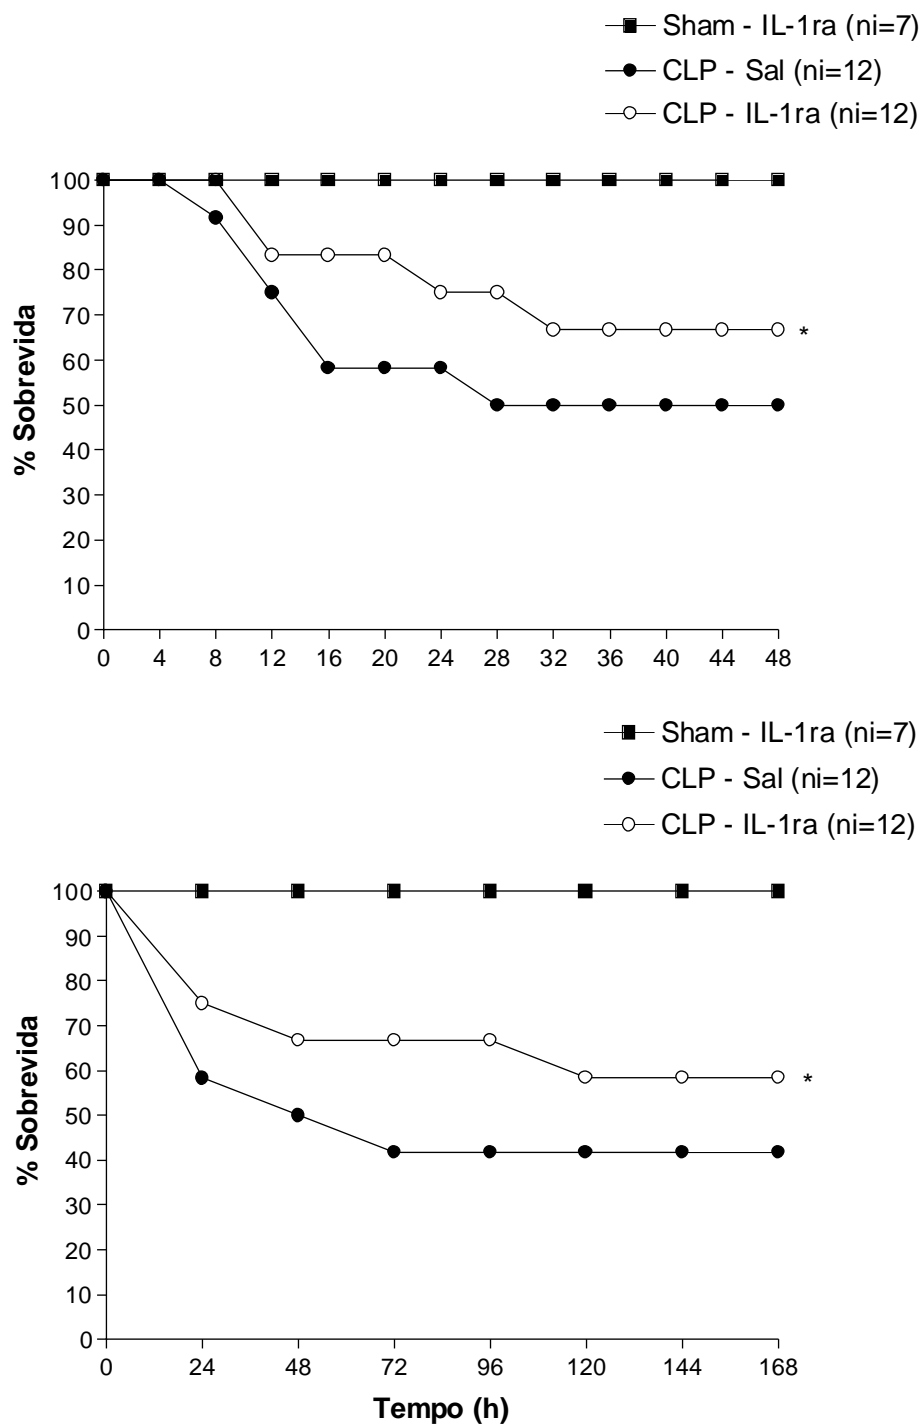 Sham - IL-1ra (ni=7)
CLP - Sal (ni=12)
CLP - IL-1ra (ni=12)
100
90
80
70
60
50
40
30
20
10
0
% Sobrevida
*
0 4 8 12 16 20 24 28 32 36 40 44 48
Sham - IL-1ra (ni=7)
CLP - Sal (ni=12)
CLP - IL-1ra (ni=12)
100
90
80
70
60
50
40
30
20
10
0
% Sobrevida
*
0 24 48 72 96 120 144 168
Tempo (h)